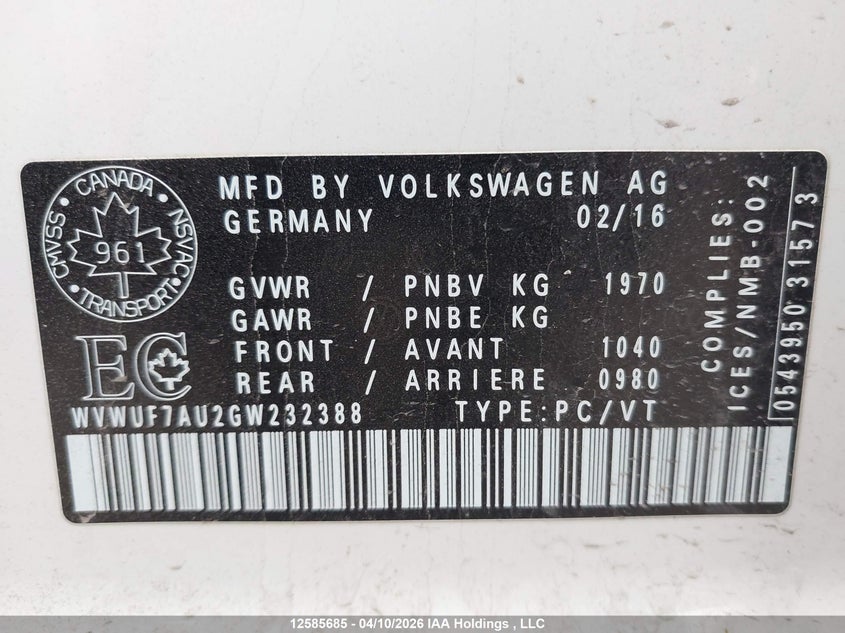 CANADA
CMVSS NSVAC
961
TRANSPORT
MFD BY VOLKSWAGEN AG
GERMANY 02/16
GVWR / PNBV KG 1970
GAWR / PNBE KG
FRONT / AVANT 1040
REAR / ARRIERE 0980
EC
WVWUF7AU2GW232388 TYPE:PC/VT
COMPLIES:
ICES/NMB-002
0543950 31573
12585685 - 04/10/2026 IAA Holdings , LLC